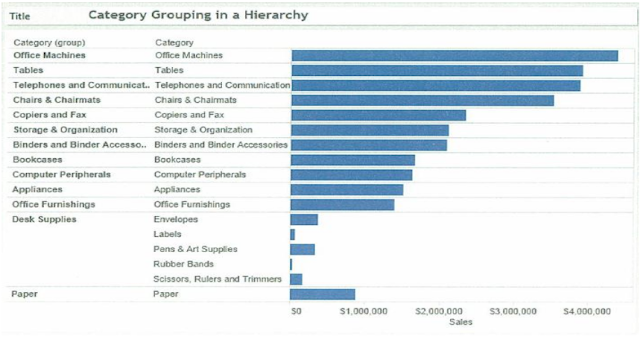 Title Category Grouping in a Hierarchy
Category (group) Category
Office Machines Office Machines
Tables Tables
Telephones and Communicat.. Telephones and Communication
Chairs & Chairmats Chairs & Chairmats
Copiers and Fax Copiers and Fax
Storage & Organization Storage & Organization
Binders and Binder Accesso.. Binders and Binder Accessories
Bookcases Bookcases
Computer Peripherals Computer Peripherals
Appliances Appliances
Office Furnishings Office Furnishings
Desk Supplies Envelopes
Labels
Pens & Art Supplies
Rubber Bands
Scissors, Rulers and Trimmers
Paper Paper
$0 $1,000,000 $2,000,000 $3,000,000 $4,000,000
Sales